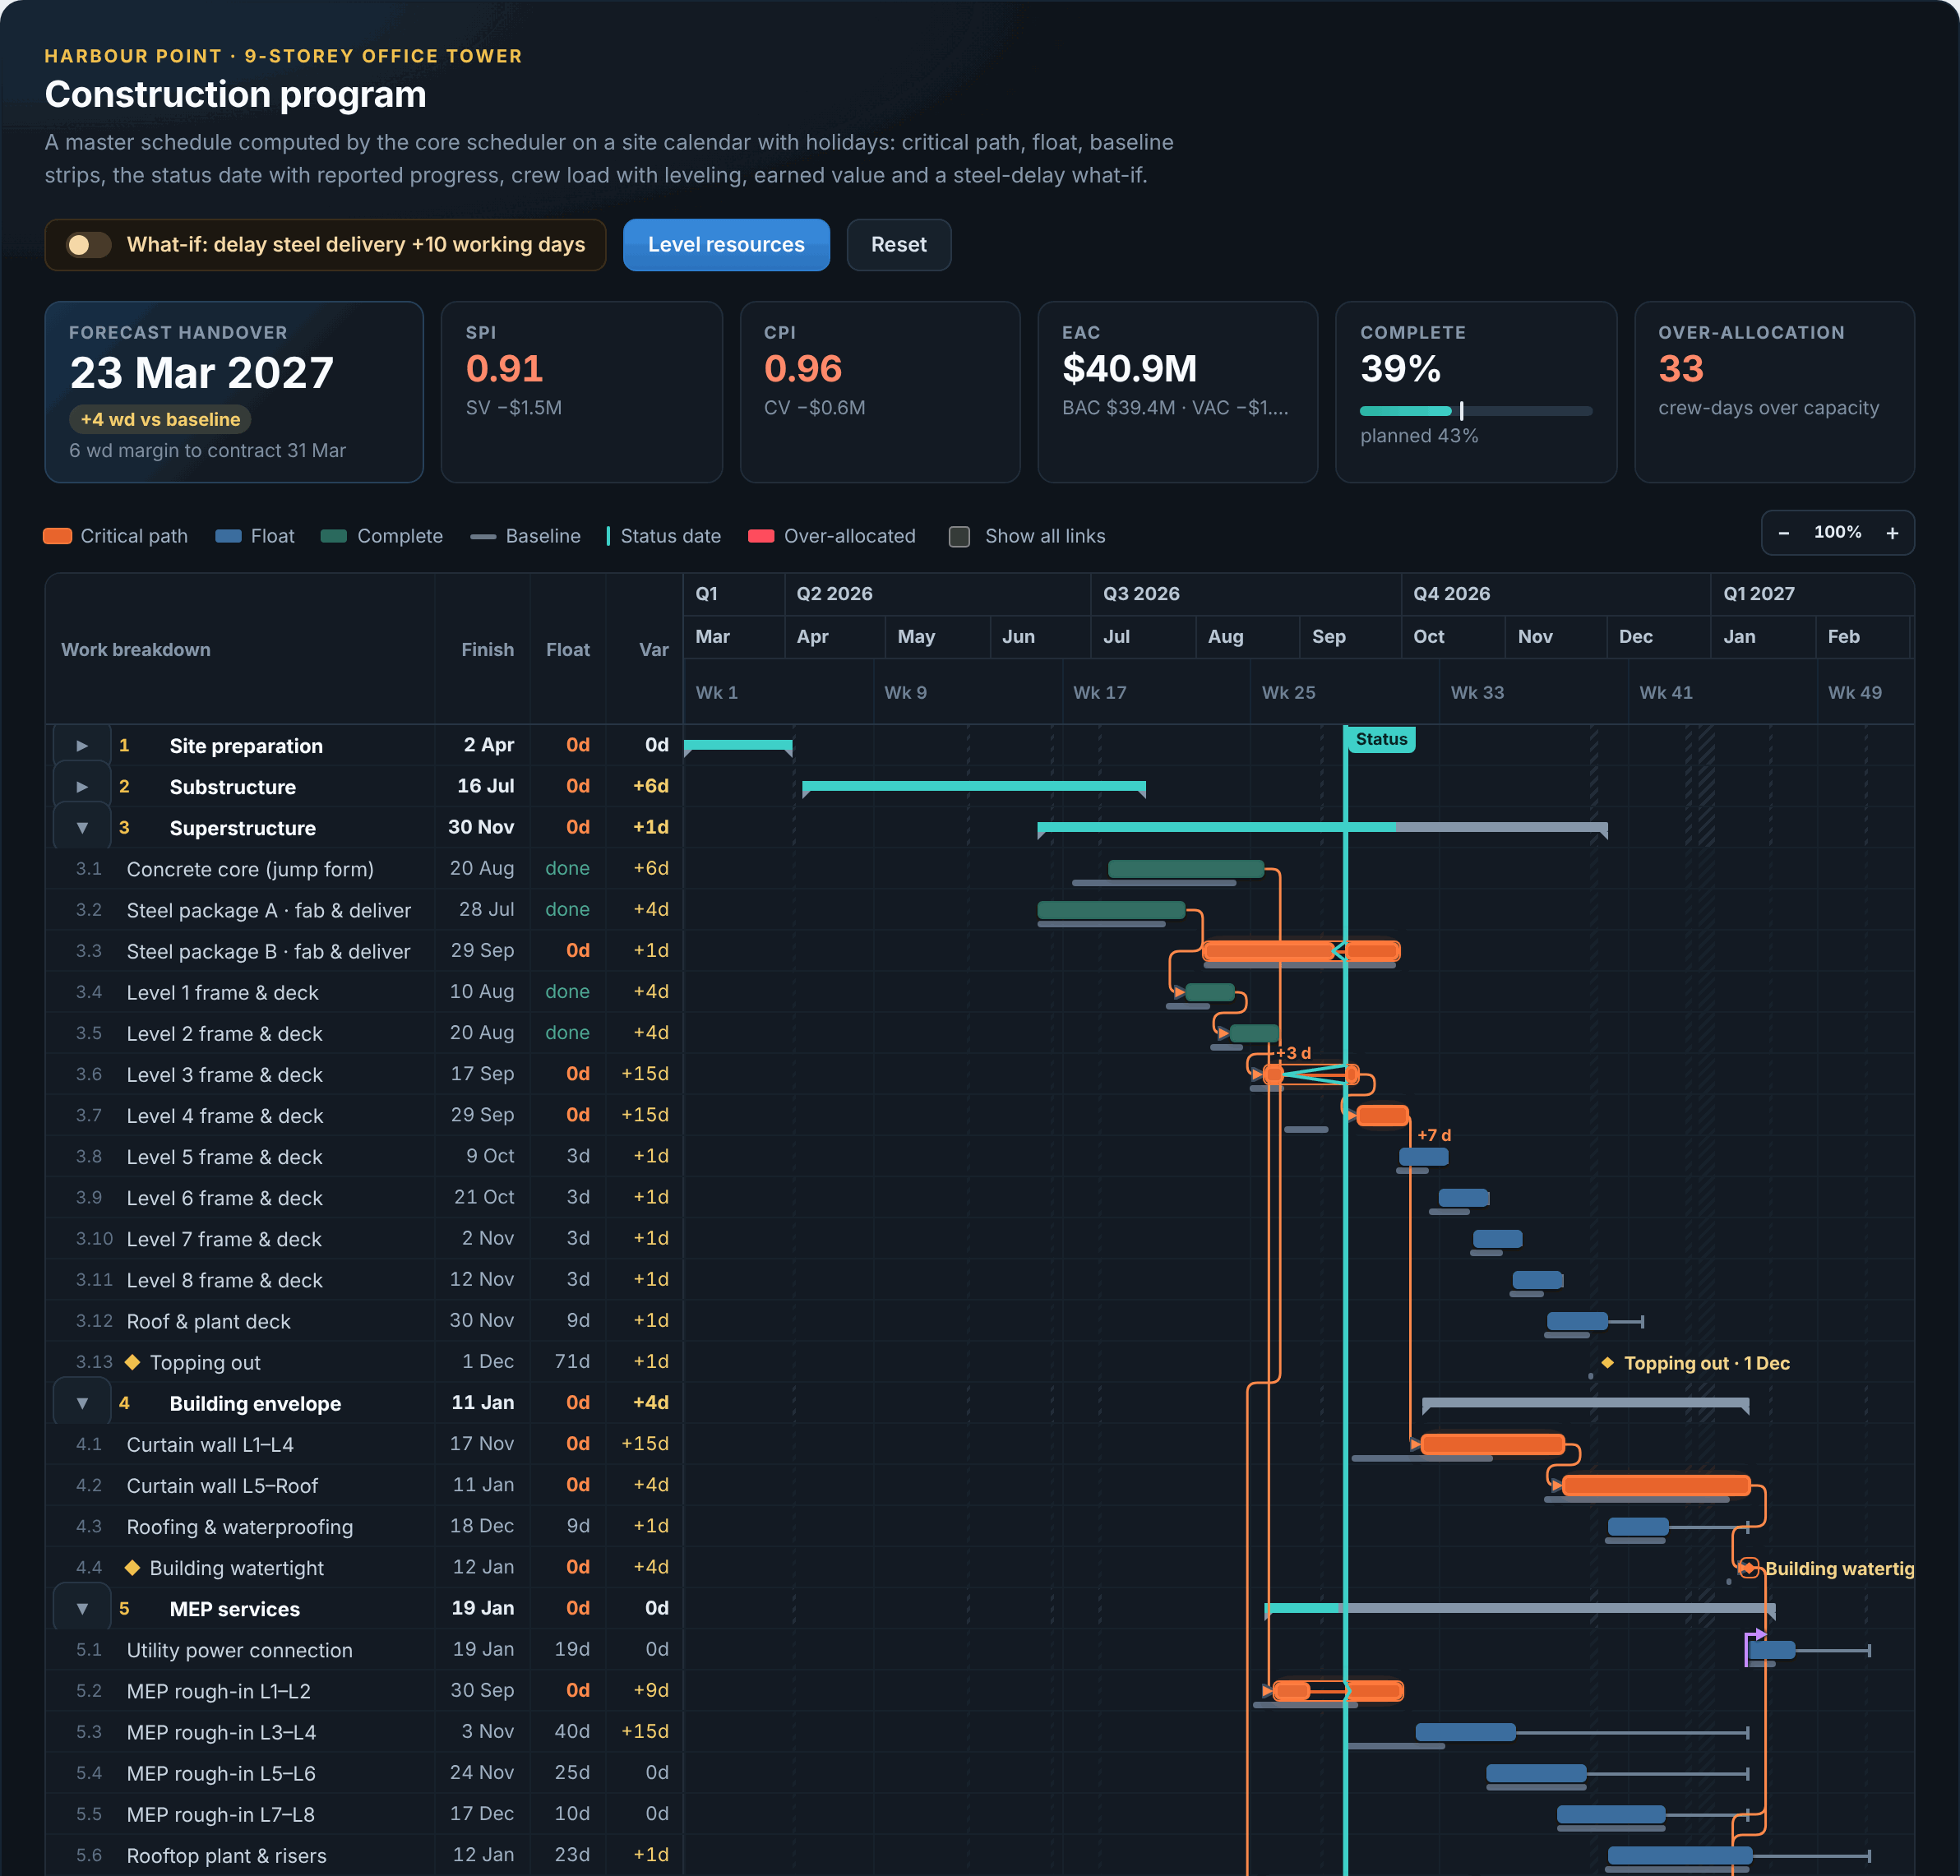 HARBOUR POINT · 9-STOREY OFFICE TOWER
Construction program
A master schedule computed by the core scheduler on a site calendar with holidays: critical path, float, baseline
strips, the status date with reported progress, crew load with leveling, earned value and a steel-delay what-if.
What-if: delay steel delivery +10 working days
Level resources
Reset
FORECAST HANDOVER
23 Mar 2027
+4 wd vs baseline
6 wd margin to contract 31 Mar
SPI
0.91
SV −$1.5M
CPI
0.96
CV −$0.6M
EAC
$40.9M
BAC $39.4M · VAC −$1.…
COMPLETE
39%
planned 43%
OVER-ALLOCATION
33
crew-days over capacity
Critical path Float Complete Baseline Status date Over-allocated Show all links
− 100% +
Work breakdown Finish Float Var
Q1 Q2 2026 Q3 2026 Q4 2026 Q1 2027
Mar Apr May Jun Jul Aug Sep Oct Nov Dec Jan Feb
Wk 1 Wk 9 Wk 17 Wk 25 Wk 33 Wk 41 Wk 49
1 Site preparation 2 Apr 0d 0d
Status
2 Substructure 16 Jul 0d +6d
3 Superstructure 30 Nov 0d +1d
3.1 Concrete core (jump form) 20 Aug done +6d
3.2 Steel package A · fab & deliver 28 Jul done +4d
3.3 Steel package B · fab & deliver 29 Sep 0d +1d
3.4 Level 1 frame & deck 10 Aug done +4d
3.5 Level 2 frame & deck 20 Aug done +4d
+3 d
3.6 Level 3 frame & deck 17 Sep 0d +15d
3.7 Level 4 frame & deck 29 Sep 0d +15d
+7 d
3.8 Level 5 frame & deck 9 Oct 3d +1d
3.9 Level 6 frame & deck 21 Oct 3d +1d
3.10 Level 7 frame & deck 2 Nov 3d +1d
3.11 Level 8 frame & deck 12 Nov 3d +1d
3.12 Roof & plant deck 30 Nov 9d +1d
3.13 Topping out 1 Dec 71d +1d
Topping out · 1 Dec
4 Building envelope 11 Jan 0d +4d
4.1 Curtain wall L1–L4 17 Nov 0d +15d
4.2 Curtain wall L5–Roof 11 Jan 0d +4d
4.3 Roofing & waterproofing 18 Dec 9d +1d
4.4 Building watertight 12 Jan 0d +4d
Building watertig
5 MEP services 19 Jan 0d 0d
5.1 Utility power connection 19 Jan 19d 0d
5.2 MEP rough-in L1–L2 30 Sep 0d +9d
5.3 MEP rough-in L3–L4 3 Nov 40d +15d
5.4 MEP rough-in L5–L6 24 Nov 25d 0d
5.5 MEP rough-in L7–L8 17 Dec 10d 0d
5.6 Rooftop plant & risers 12 Jan 23d +1d